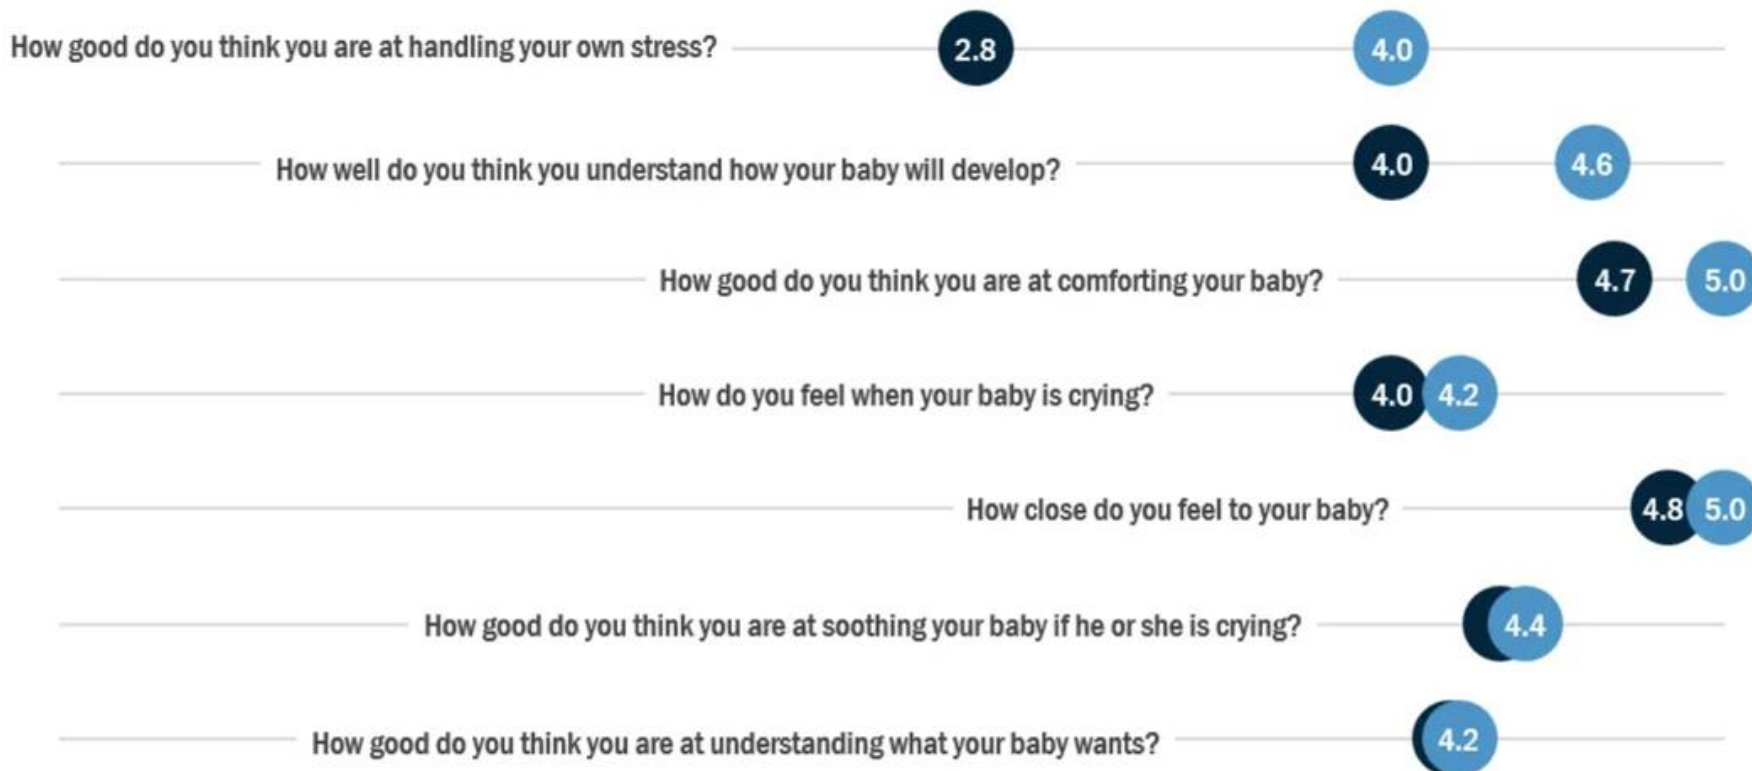 How good do you think you are at handling your own stress? 2.8 4.0
How well do you think you understand how your baby will develop? 4.0 4.6
How good do you think you are at comforting your baby? 4.7 5.0
How do you feel when your baby is crying? 4.0 4.2
How close do you feel to your baby? 4.8 5.0
How good do you think you are at soothing your baby if he or she is crying? 4.4
How good do you think you are at understanding what your baby wants? 4.2